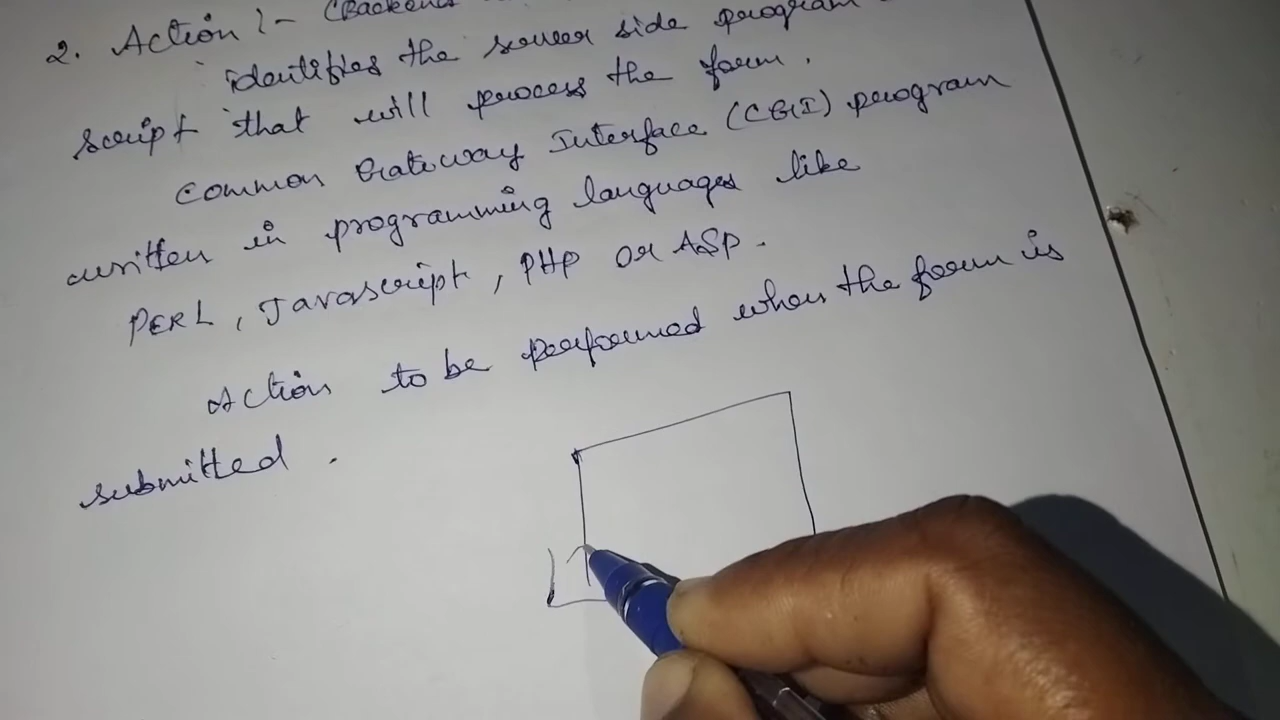 2. Action :- (Backend
identifies the server side program
script that will process the form.
Common Gateway Interface (CGI) program
written in programming languages like
PERL, Javascript, PHP or ASP.
Action to be performed when the form is
submitted.